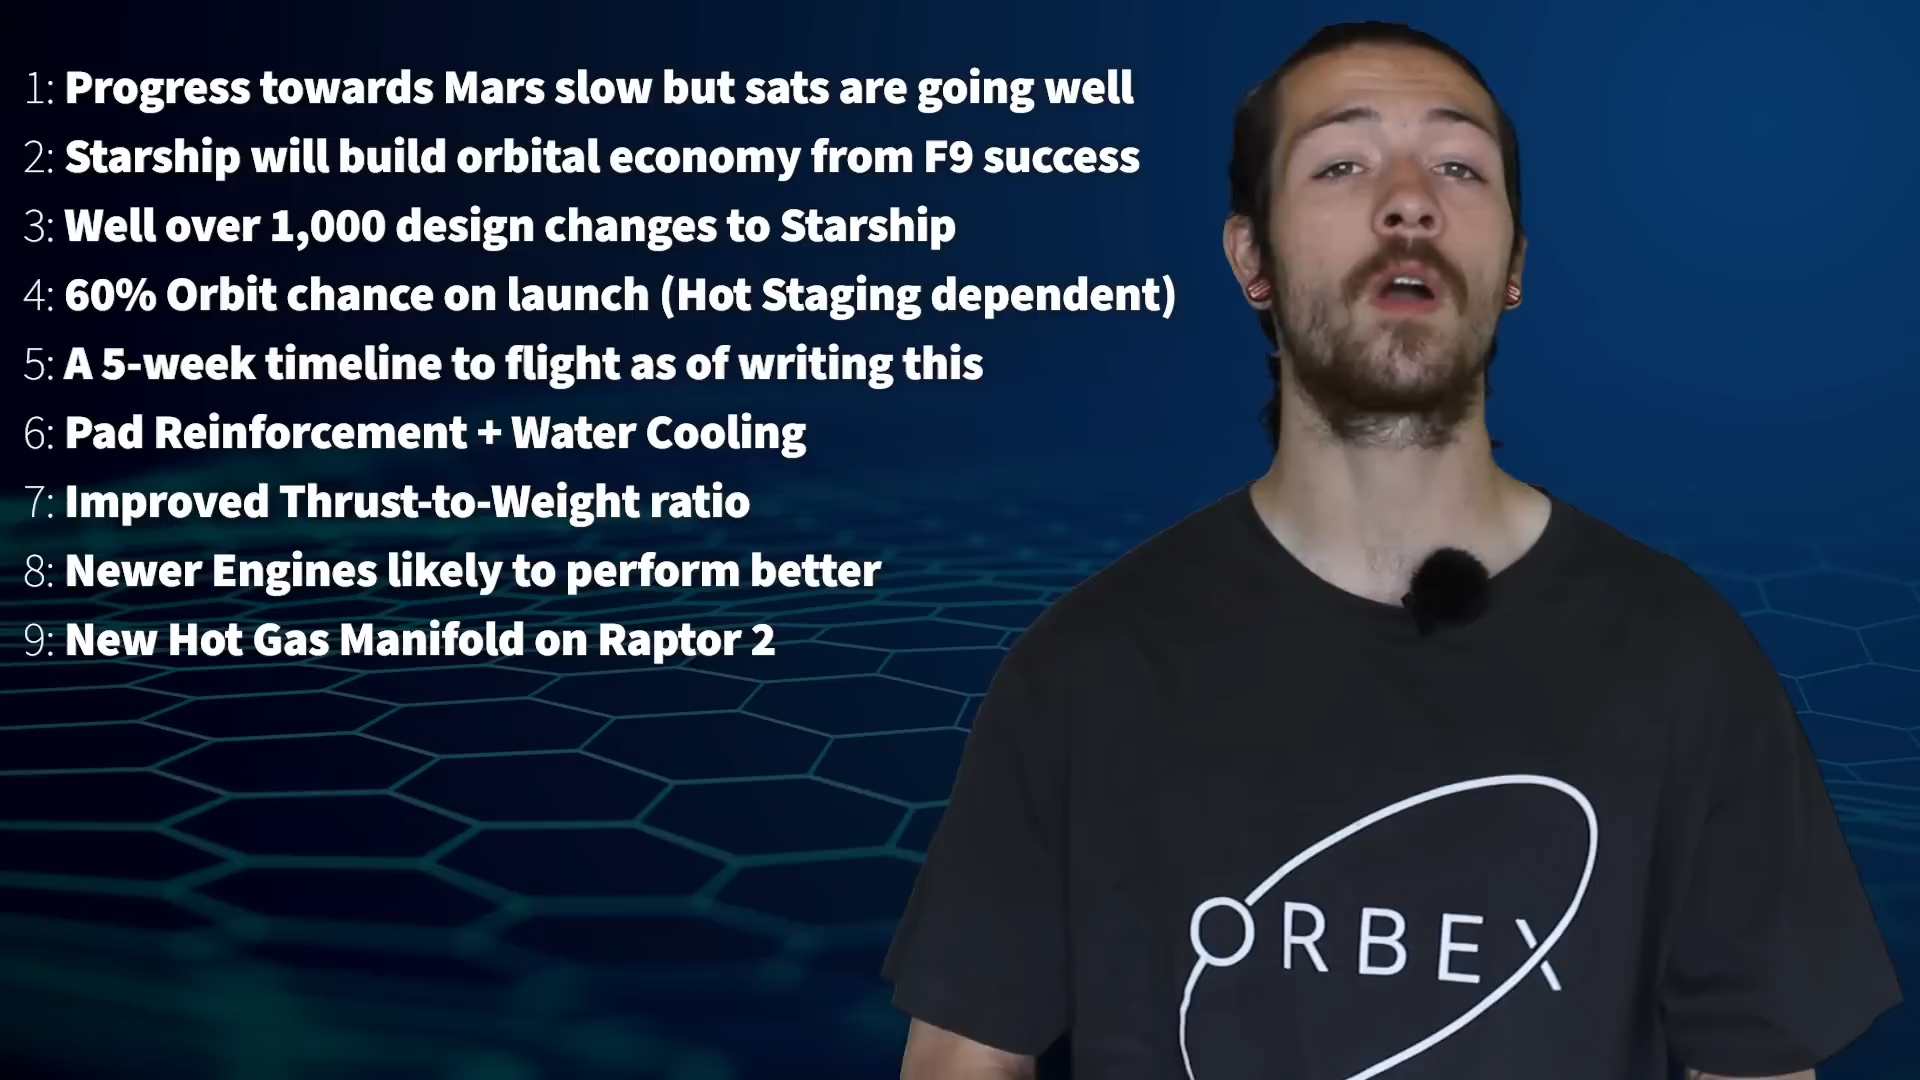 1: Progress towards Mars slow but sats are going well
2: Starship will build orbital economy from F9 success
3: Well over 1,000 design changes to Starship
4: 60% Orbit chance on launch (Hot Staging dependent)
5: A 5-week timeline to flight as of writing this
6: Pad Reinforcement + Water Cooling
7: Improved Thrust-to-Weight ratio
8: Newer Engines likely to perform better
9: New Hot Gas Manifold on Raptor 2
ORBEX